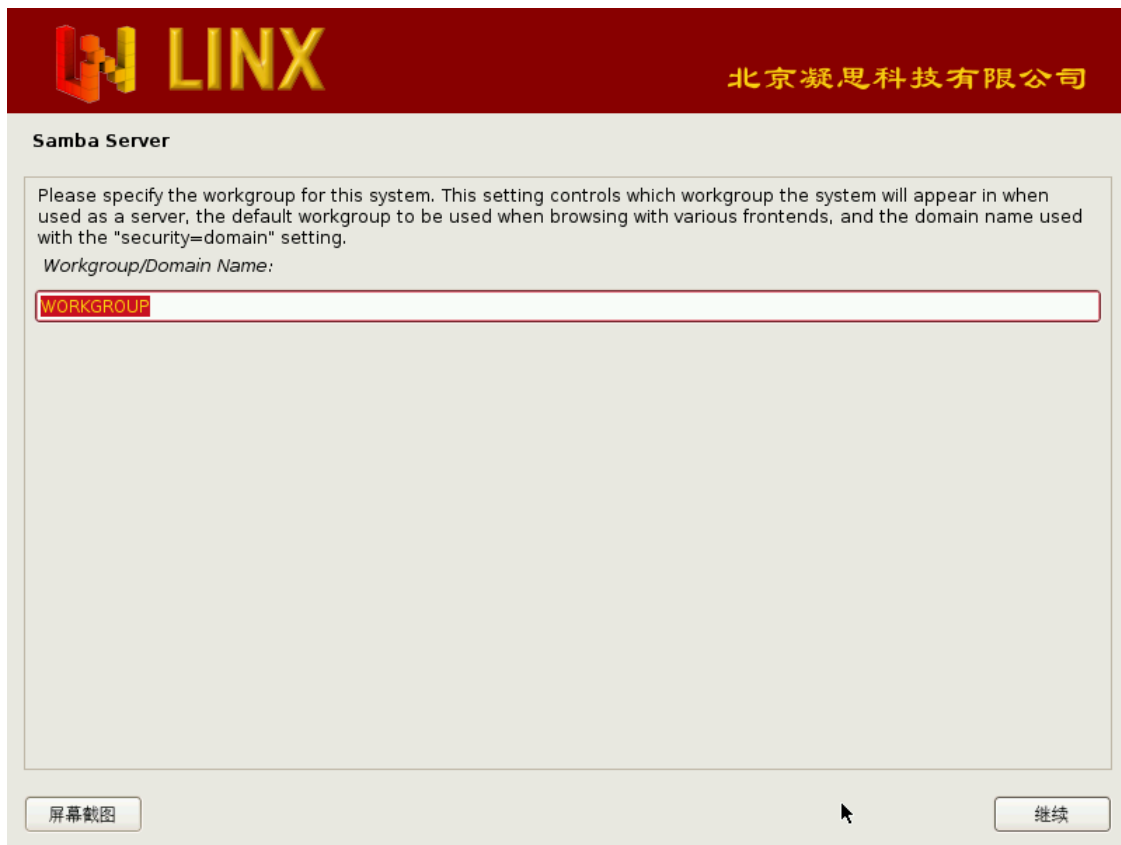 LINX
北京凝思科技有限公司
Samba Server
Please specify the workgroup for this system. This setting controls which workgroup the system will appear in when
used as a server, the default workgroup to be used when browsing with various frontends, and the domain name used
with the "security=domain" setting.
Workgroup/Domain Name:
WORKGROUP
屏幕截图
继续